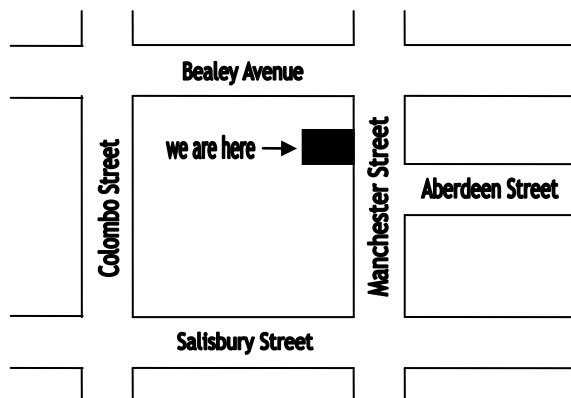 Bealey Avenue
we are here
Colombo Street
Manchester Street
Aberdeen Street
Salisbury Street